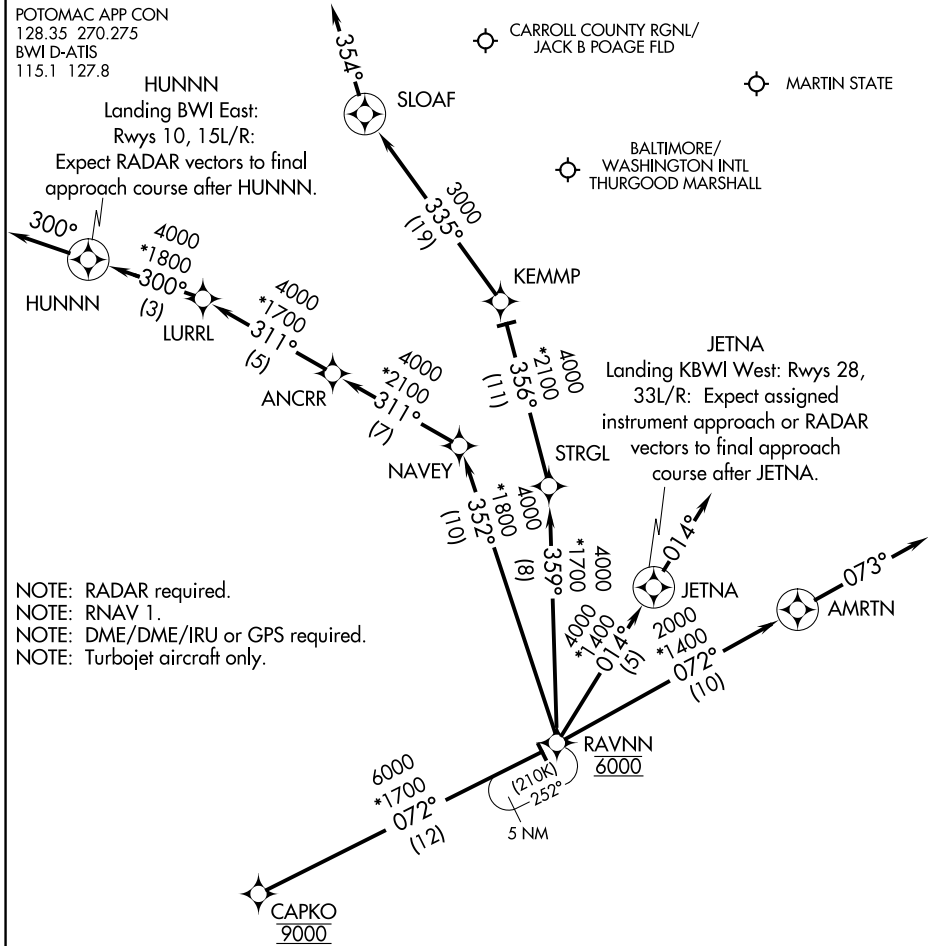 POTOMAC APP CON
128.35 270.275
BWI D-ATIS
115.1 127.8
HUNNN
Landing BWI East:
Rwys 10, 15L/R:
Expect RADAR vectors to final
approach course after HUNNN.
354°
SLOAF
CARROLL COUNTY RGNL/
JACK B POAGE FLD
MARTIN STATE
BALTIMORE/
WASHINGTON INTL
THURGOOD MARSHALL
3000
335°
(19)
300°
HUNNN
4000
*1800
300°
(3)
LURRL
4000
*1700
311°
(5)
ANCRR
4000
*2100
311°
(7)
NAVEY
KEMMP
4000
*2100
356°
(11)
STRGL
JETNA
Landing KBWI West: Rwys 28,
33L/R: Expect assigned
instrument approach or RADAR
vectors to final approach
course after JETNA.
4000
*1800
352°
(10)
4000
*1700
359°
(8)
014°
JETNA
4000
*1400
014°
(5)
073°
AMRTN
2000
*1400
072°
(10)
NOTE: RADAR required.
NOTE: RNAV 1.
NOTE: DME/DME/IRU or GPS required.
NOTE: Turbojet aircraft only.
RAVNN
6000
(210K)
252°
5 NM
6000
*1700
072°
(12)
CAPKO
9000